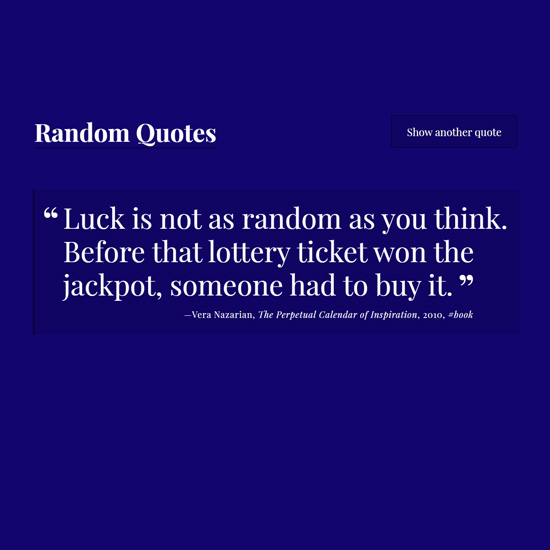 Random Quotes
Show another quote
“Luck is not as random as you think.
Before that lottery ticket won the
jackpot, someone had to buy it.”
—Vera Nazarian, The Perpetual Calendar of Inspiration, 2010, #book